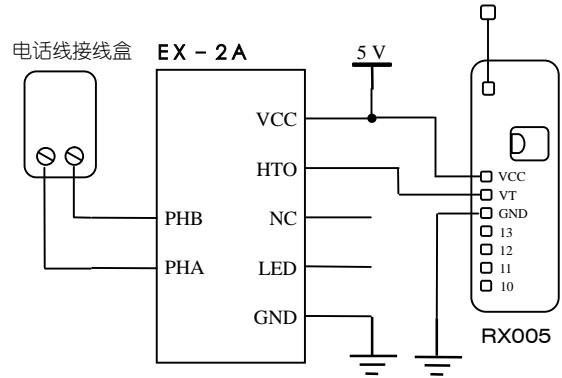 电话线接线盒
EX-2A
5 V
VCC
HTO
NC
LED
GND
PHB
PHA
VCC
VT
GND
13
12
11
10
RX005